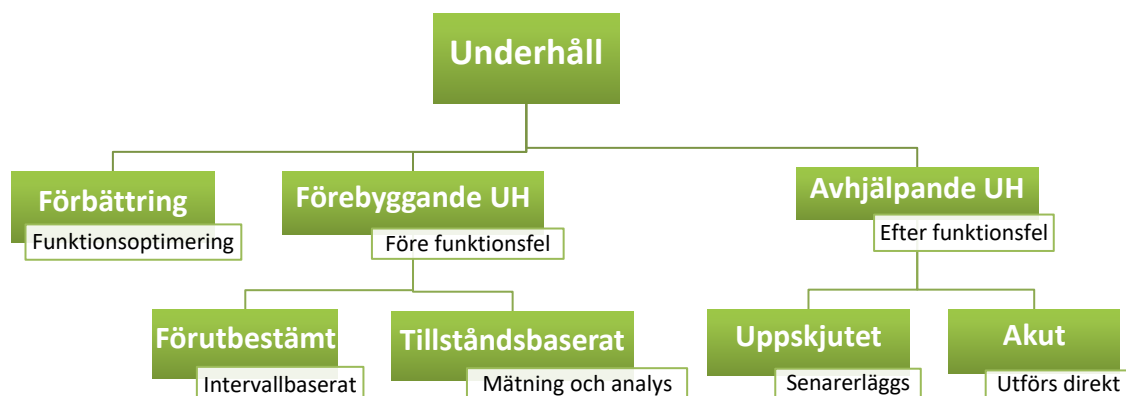 Underhåll
Förbättring
Funktionsoptimering
Förebyggande UH
Före funktionsfel
Avhjälpande UH
Efter funktionsfel
Förutbestämt
Intervallbaserat
Tillståndsbaserat
Mätning och analys
Uppskjutet
Senarerläggs
Akut
Utförs direkt